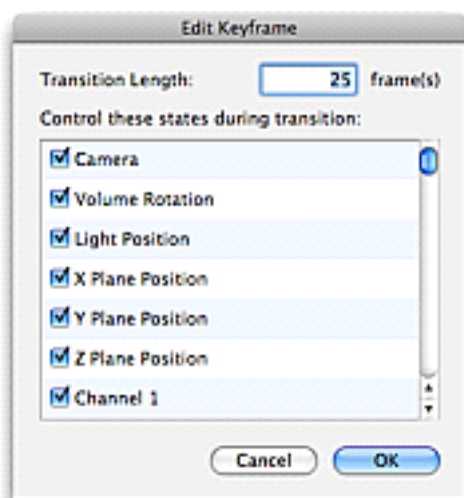 Edit Keyframe
Transition Length: 25 frame(s)
Control these states during transition:
Camera
Volume Rotation
Light Position
X Plane Position
Y Plane Position
Z Plane Position
Channel 1
Cancel OK